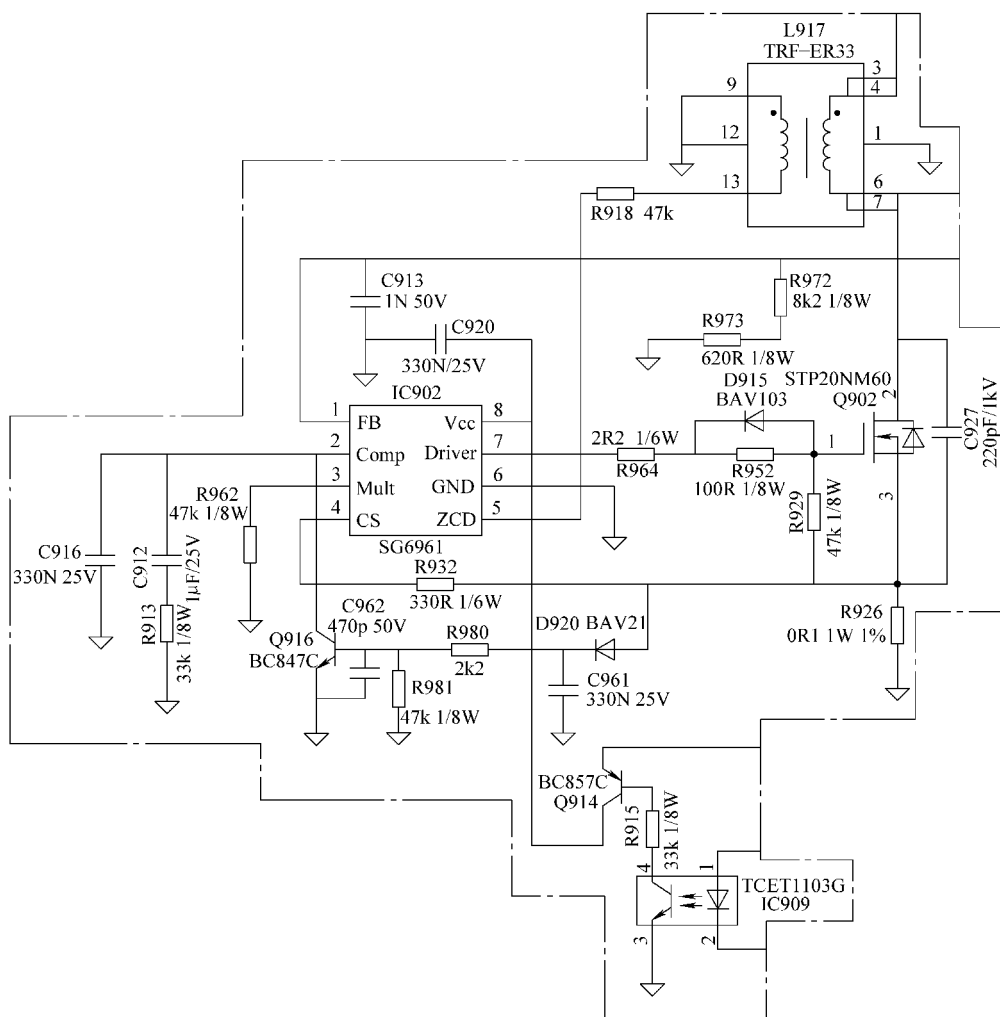 L917
TRF-ER33
9
3
4
12
1
13
6
7
R918 47k
C913
1N 50V
R972
8k2 1/8W
C920
330N/25V
R973
620R 1/8W
IC902
D915
BAV103
STP20NM60
Q902
2
C927
220pF/1kV
1
FB
Vcc
8
2
Comp
Driver
7
3
Mult
GND
6
4
CS
ZCD
5
SG6961
2R2 1/6W
R964
R952
100R 1/8W
1
3
R929
47k 1/8W
R962
47k 1/8W
C916
330N 25V
C912
1μF/25V
R913
33k 1/8W
R932
330R 1/6W
C962
470p 50V
Q916
BC847C
R980
2k2
D920 BAV21
R981
47k 1/8W
C961
330N 25V
R926
0R1 1W 1%
BC857C
Q914
R915
33k 1/8W
4
1
TCET1103G
IC909
3
2